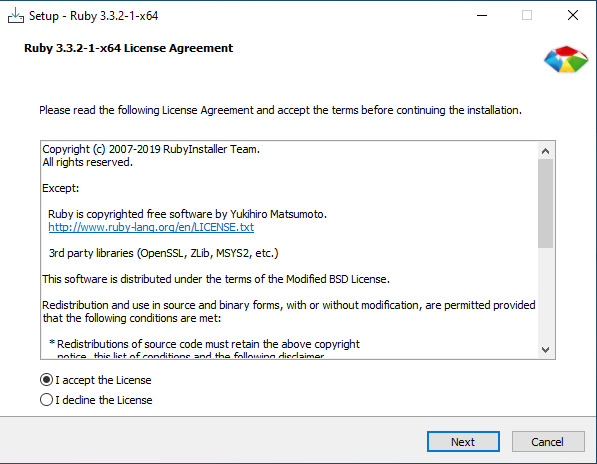 Setup - Ruby 3.3.2-1-x64
Ruby 3.3.2-1-x64 License Agreement
Please read the following License Agreement and accept the terms before continuing the installation.
Copyright (c) 2007-2019 RubyInstaller Team.
All rights reserved.
Except:
Ruby is copyrighted free software by Yukihiro Matsumoto.
http://www.ruby-lang.org/en/LICENSE.txt
3rd party libraries (OpenSSL, ZLib, MSYS2, etc.)
This software is distributed under the terms of the Modified BSD License.
Redistribution and use in source and binary forms, with or without modification, are permitted provided
that the following conditions are met:
* Redistributions of source code must retain the above copyright
notice, this list of conditions and the following disclaimer.
I accept the License
I decline the License
Next
Cancel